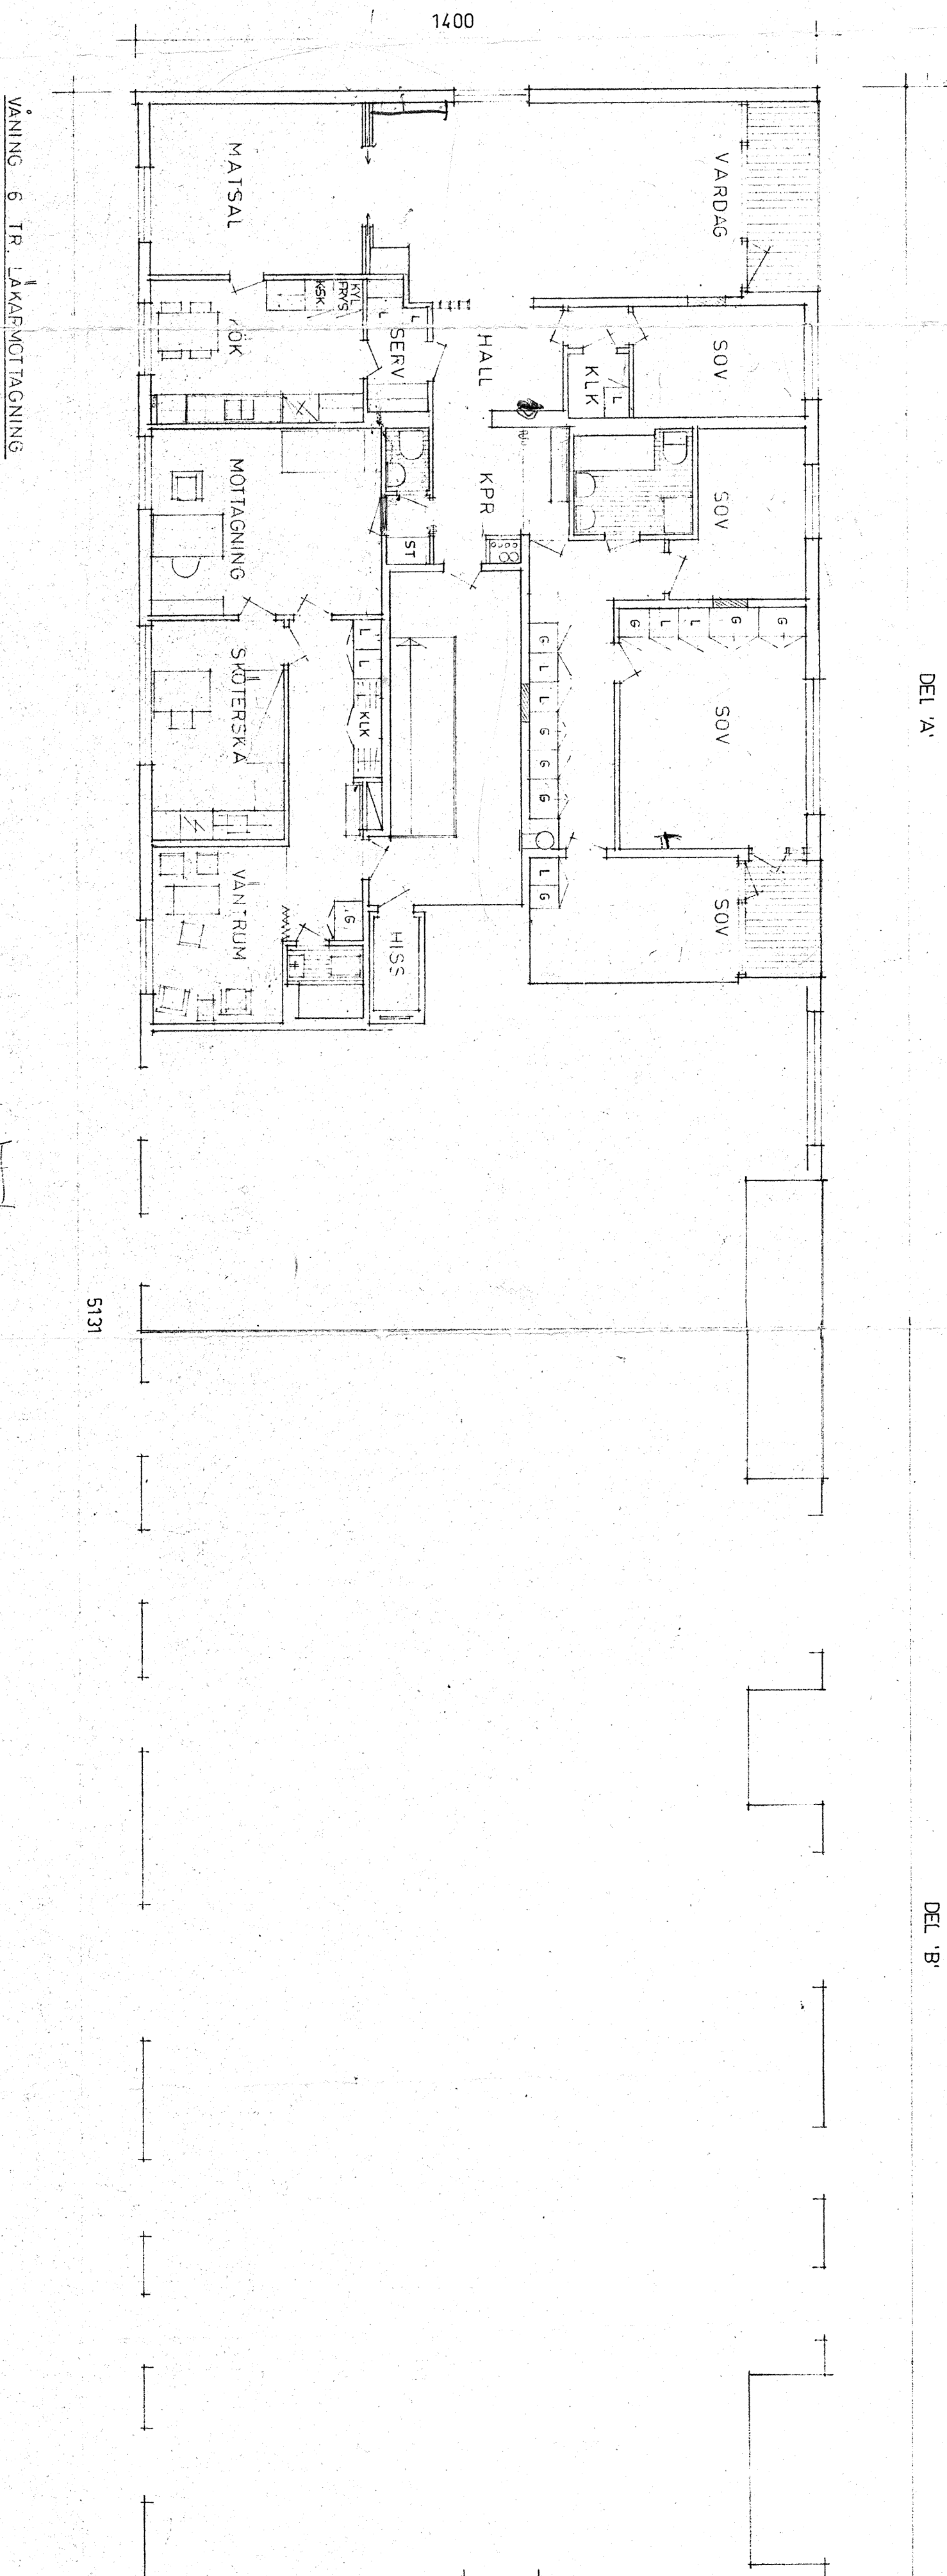 1400
DEL 'A'
DEL 'B'
VARDAG
SOV
SOV
SOV
SOV
KLK
L
G
L
L
G
G
G
L
L
G
G
G
L
G
HALL
KPR
SERV
L
L
ST
HISS
KYL
FRYS
KSK
L
L
KLK
G
MATSAL
KÖK
MOTTAGNING
SKÖTERSKA
VÄNTRUM
5131
VÅNING 6 TR. LÄKARMOTTAGNING